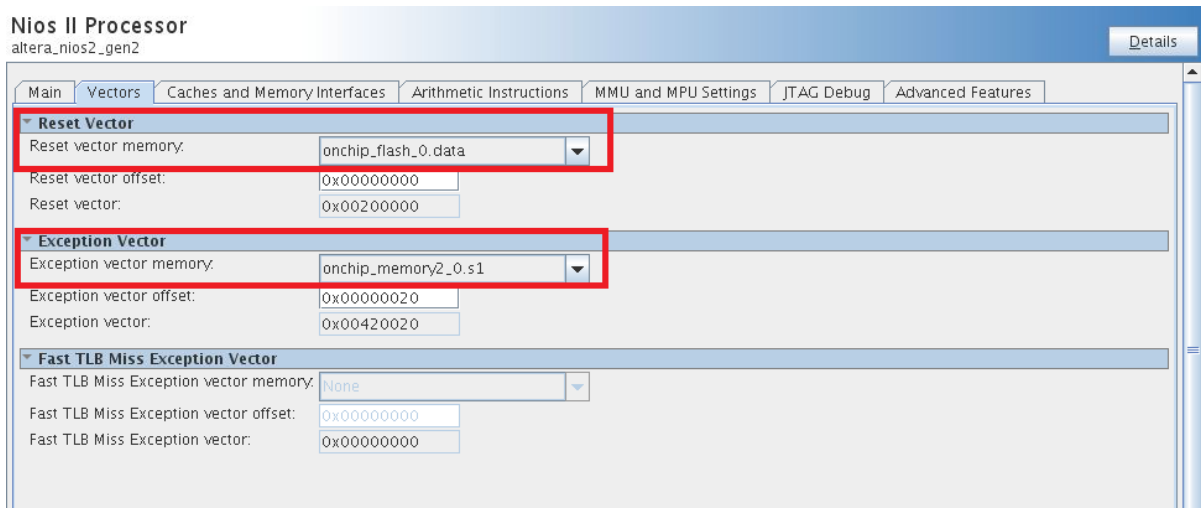 Nios II Processor
altera_nios2_gen2
Details
Main Vectors Caches and Memory Interfaces Arithmetic Instructions MMU and MPU Settings JTAG Debug Advanced Features
Reset Vector
Reset vector memory: onchip_flash_0.data
Reset vector offset: 0x00000000
Reset vector: 0x00200000
Exception Vector
Exception vector memory: onchip_memory2_0.s1
Exception vector offset: 0x00000020
Exception vector: 0x00420020
Fast TLB Miss Exception Vector
Fast TLB Miss Exception vector memory: None
Fast TLB Miss Exception vector offset: 0x00000000
Fast TLB Miss Exception vector: 0x00000000